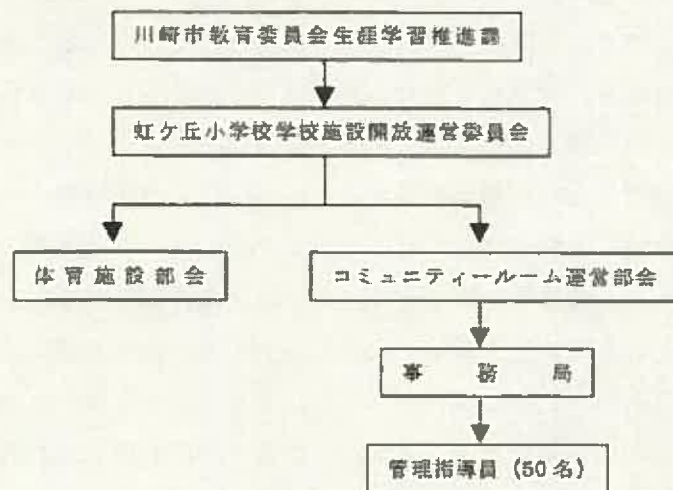 川崎市教育委員会生涯学習推進課
虹ケ丘小学校学校施設開放運営委員会
体育施設部会
コミュニティールーム運営部会
事務局
管理指導員 (50名)